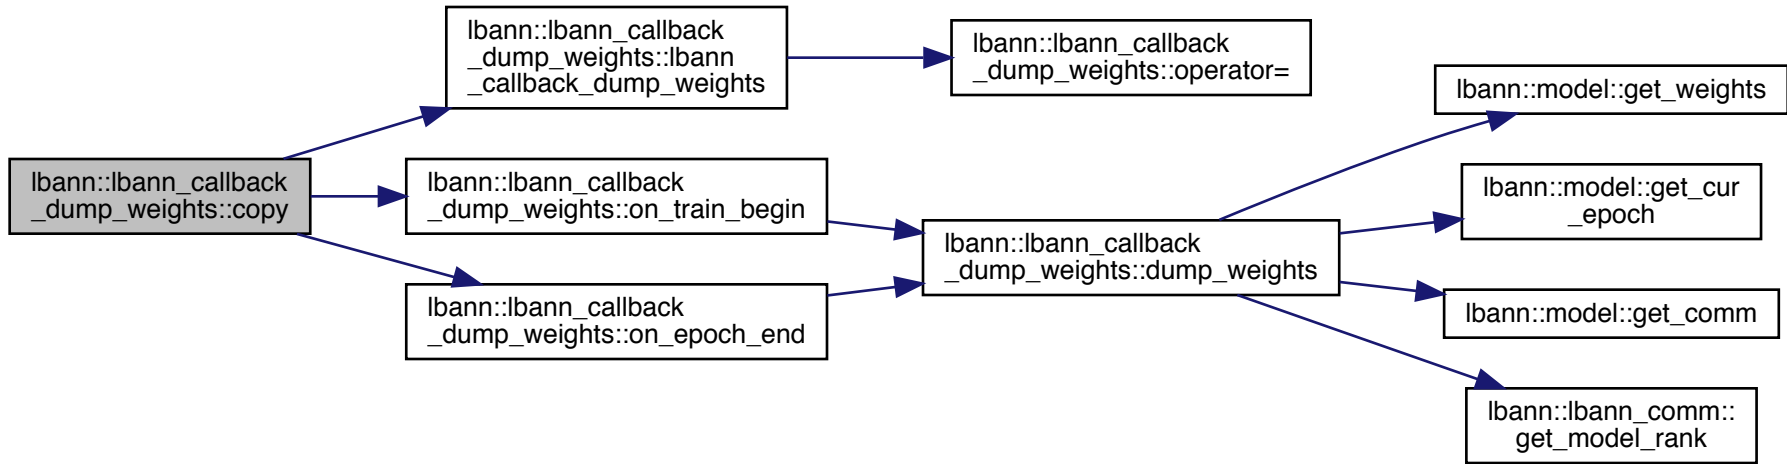 lbann::lbann_callback
_dump_weights::copy
lbann::lbann_callback
_dump_weights::lbann
_callback_dump_weights
lbann::lbann_callback
_dump_weights::operator=
lbann::lbann_callback
_dump_weights::on_train_begin
lbann::lbann_callback
_dump_weights::on_epoch_end
lbann::lbann_callback
_dump_weights::dump_weights
lbann::model::get_weights
lbann::model::get_cur
_epoch
lbann::model::get_comm
lbann::lbann_comm::
get_model_rank